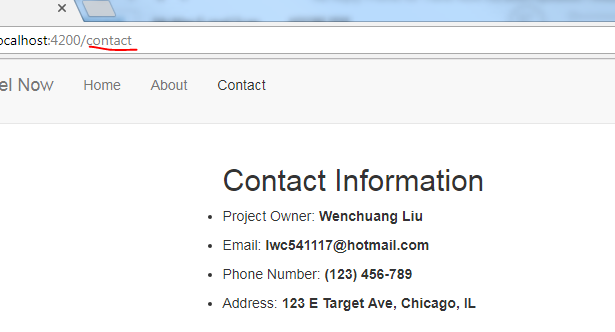 ocalhost:4200/contact
el Now Home About Contact
Contact Information
Project Owner: Wenchuang Liu
Email: lwc541117@hotmail.com
Phone Number: (123) 456-789
Address: 123 E Target Ave, Chicago, IL